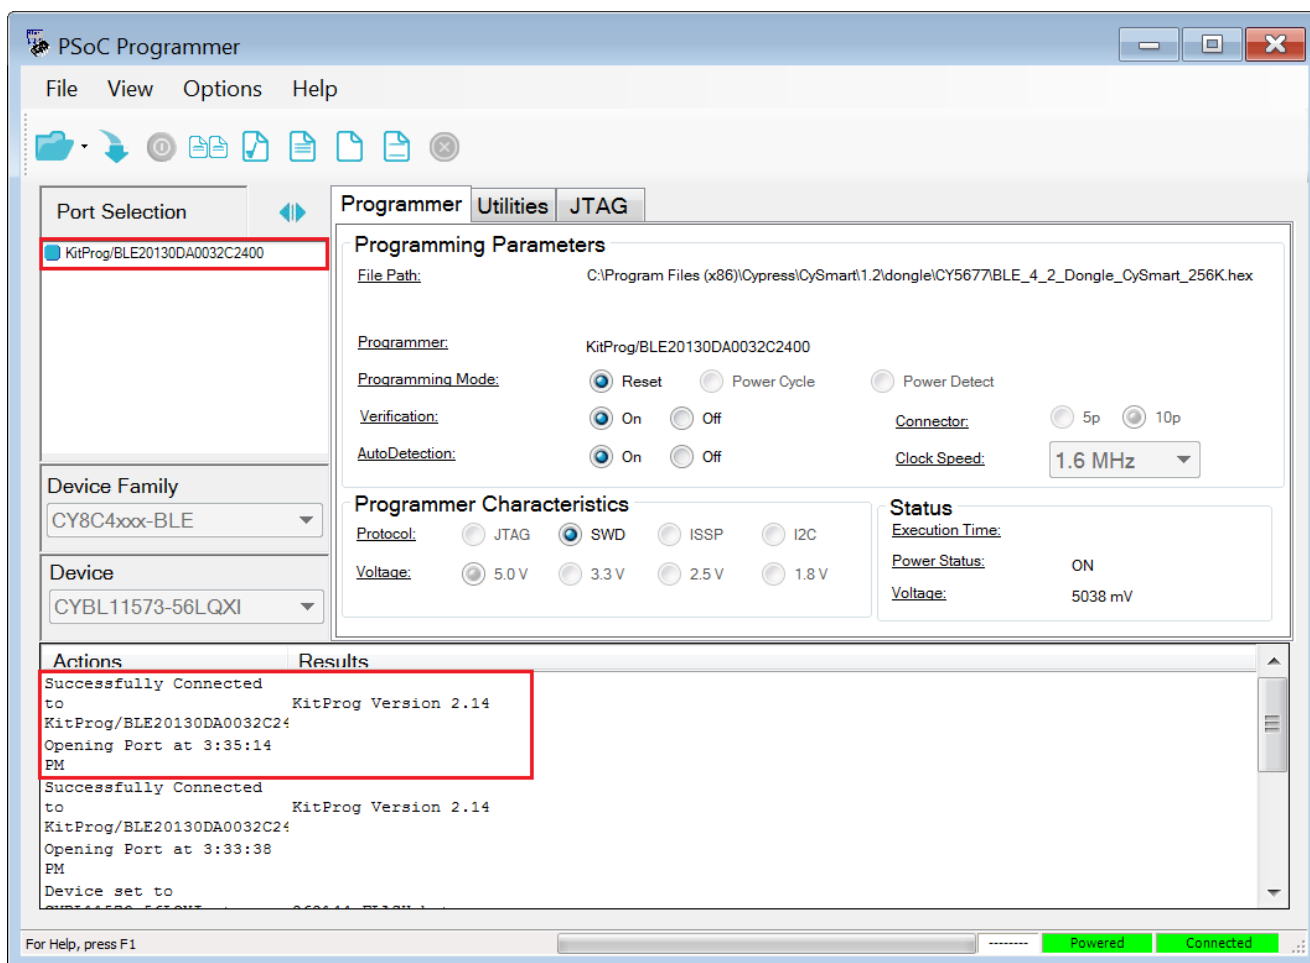 PSoC Programmer
File View Options Help
Port Selection
KitProg/BLE20130DA0032C2400
Programmer Utilities JTAG
Programming Parameters
File Path: C:\Program Files (x86)\Cypress\CySmart\1.2\dongle\CY5677\BLE_4_2_Dongle_CySmart_256K.hex
Programmer: KitProg/BLE20130DA0032C2400
Programming Mode: Reset Power Cycle Power Detect
Verification: On Off Connector: 5p 10p
AutoDetection: On Off Clock Speed: 1.6 MHz
Device Family
CY8C4xxx-BLE
Device
CYBL11573-56LQXI
Programmer Characteristics
Protocol: JTAG SWD ISSP I2C
Voltage: 5.0 V 3.3 V 2.5 V 1.8 V
Status
Execution Time:
Power Status: ON
Voltage: 5038 mV
Actions Results
Successfully Connected
to KitProg Version 2.14
KitProg/BLE20130DA0032C24
Opening Port at 3:35:14
PM
Successfully Connected
to KitProg Version 2.14
KitProg/BLE20130DA0032C24
Opening Port at 3:33:38
PM
Device set to
For Help, press F1 -------- Powered Connected